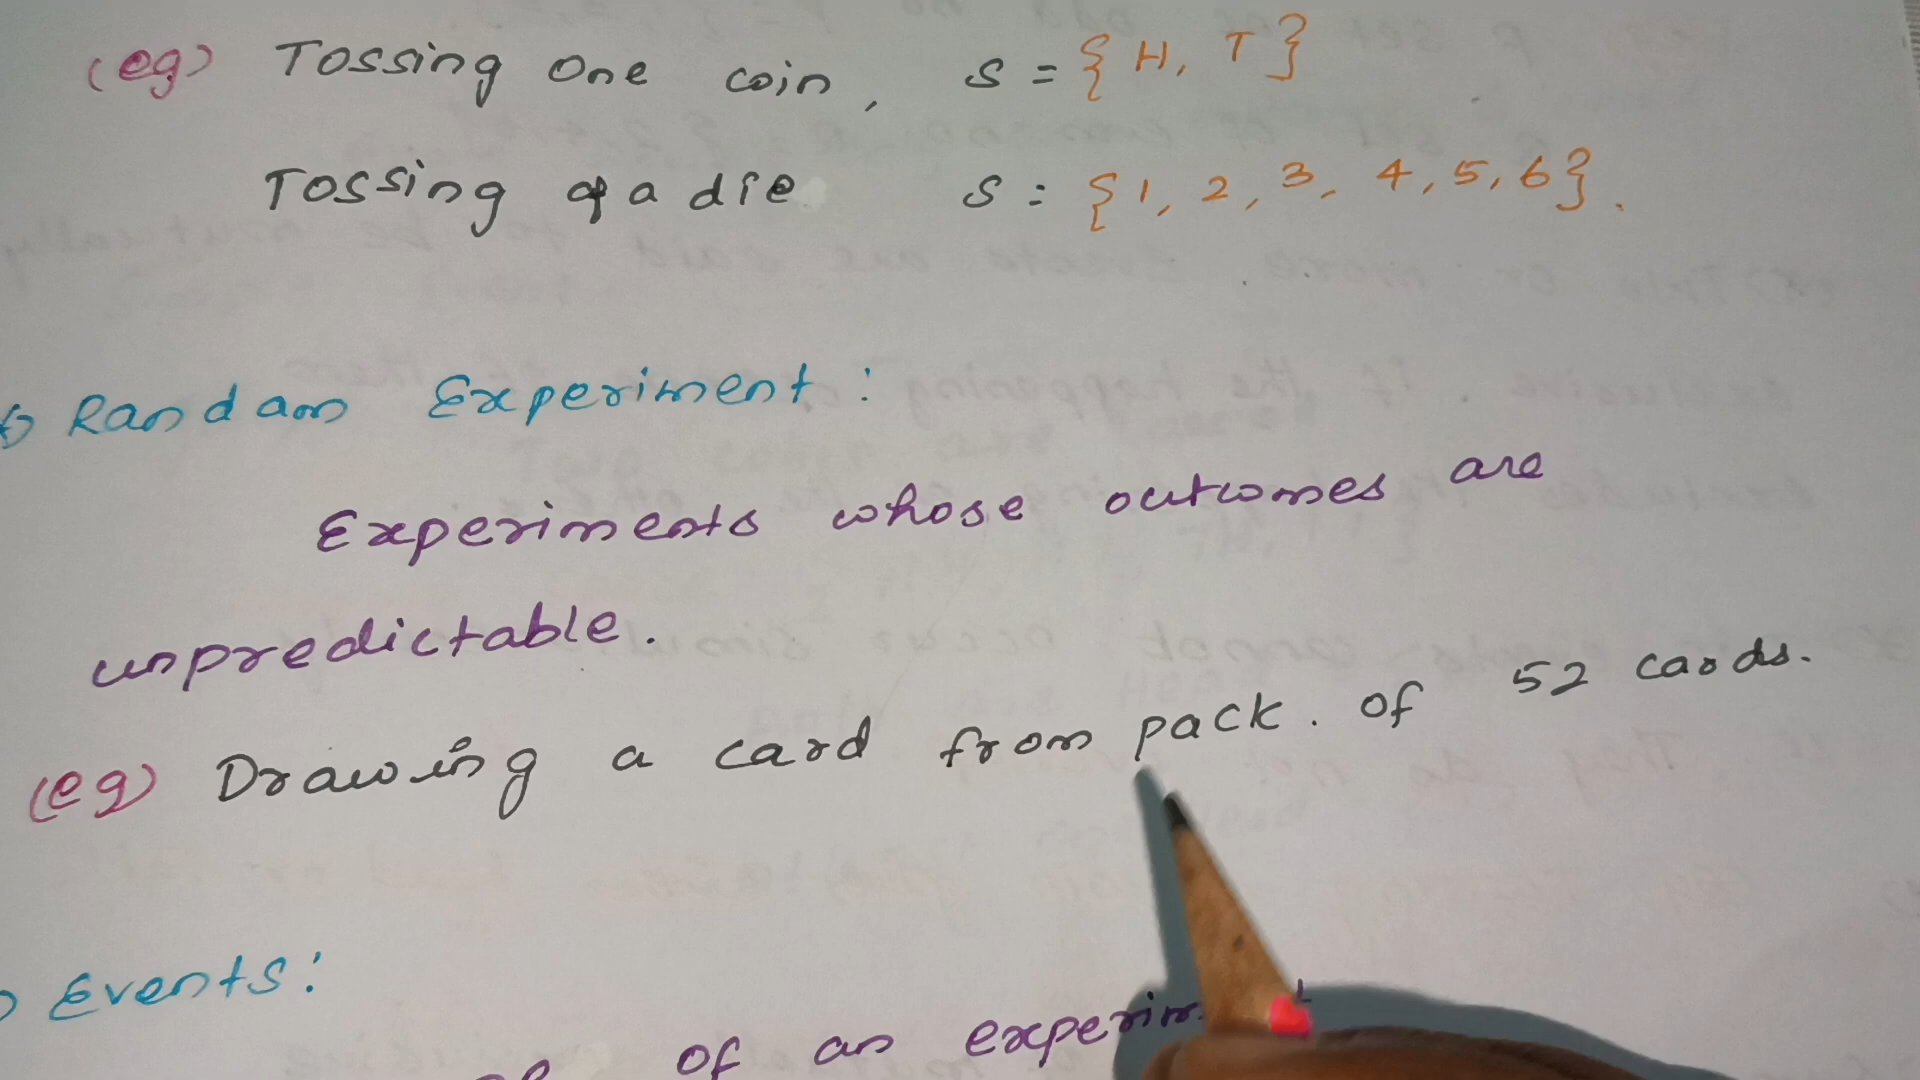 (eg) Tossing One coin, S = {H, T}
Tossing of a die S : {1, 2, 3, 4, 5, 6}.
Random Experiment :
Experiments whose outcomes are
unpredictable.
(eg) Drawing a card from pack. of 52 cards.
Events :
of an